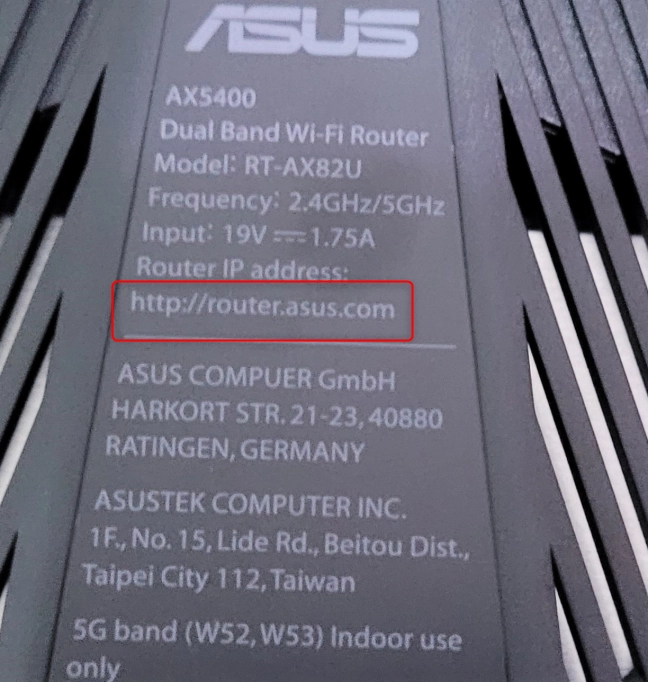 ASUS
AX5400
Dual Band Wi-Fi Router
Model: RT-AX82U
Frequency: 2.4GHz/5GHz
Input: 19V ⎓1.75A
Router IP address:
http://router.asus.com
ASUS COMPUER GmbH
HARKORT STR. 21-23, 40880
RATINGEN, GERMANY
ASUSTEK COMPUTER INC.
1F., No. 15, Lide Rd., Beitou Dist.,
Taipei City 112, Taiwan
5G band (W52, W53) Indoor use
only